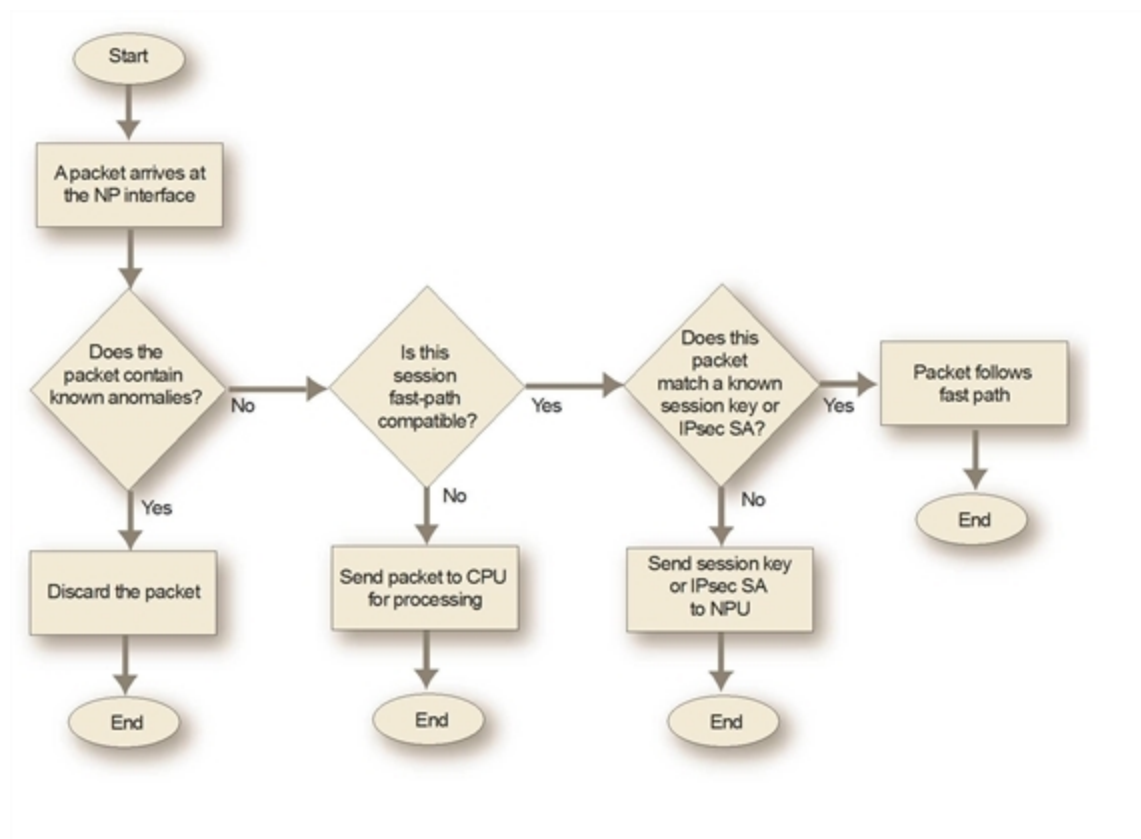 Start
A packet arrives at
the NP interface
Does the
packet contain
known anomalies?
No
Yes
Discard the packet
End
Is this
session
fast-path
compatible?
Yes
No
Send packet to CPU
for processing
End
Does this
packet
match a known
session key or
IPsec SA?
Yes
No
Send session key
or IPsec SA
to NPU
End
Packet follows
fast path
End